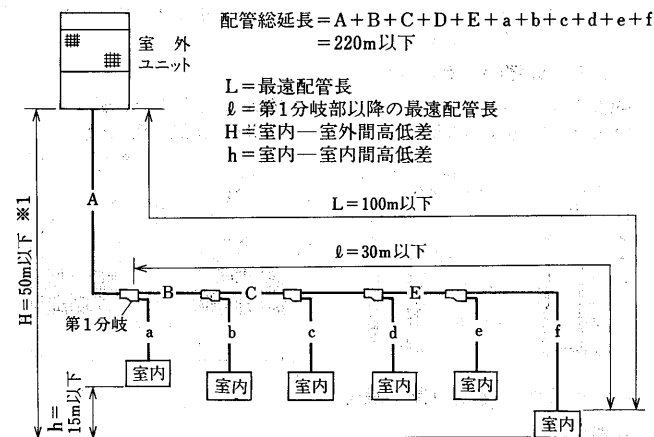 配管総延長=A+B+C+D+E+a+b+c+d+e+f
=220m以下
室外
ユニット
L=最遠配管長
ℓ=第1分岐部以降の最遠配管長
H=室内―室外間高低差
h=室内―室内間高低差
A
H=50m以下 ※1
L=100m以下
ℓ=30m以下
B
C
E
第1分岐
a
b
c
d
e
f
室内
室内
室内
室内
室内
h=
15m以下
室内